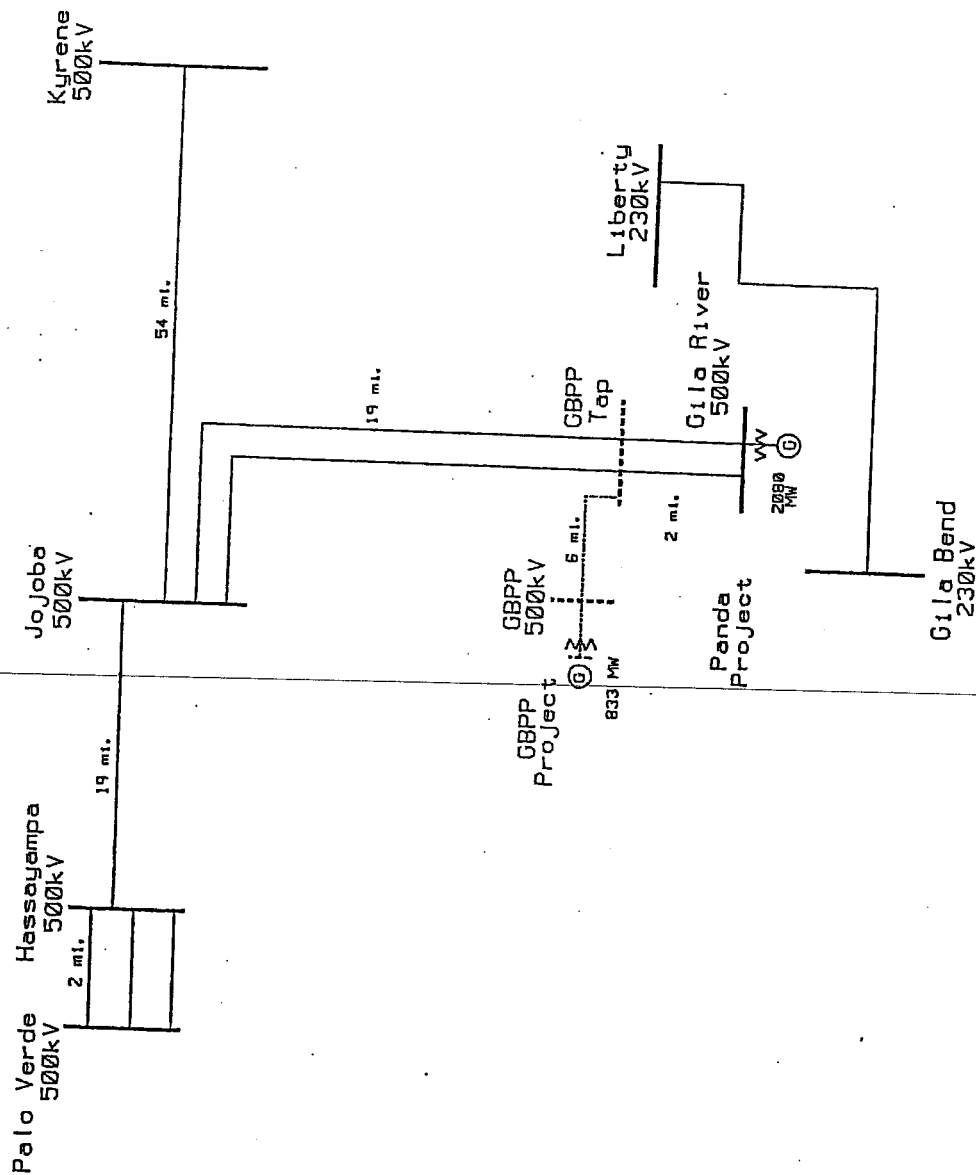 Palo Verde
500kV
Hassayampa
500kV
2 mi.
19 mi.
Jojoba
500kV
54 mi.
Kyrene
500kV
19 mi.
GBPP
Project
G
833 MW
GBPP
500kV
6 mi.
GBPP
Tap
2 mi.
Panda
Project
2080
MW
G
Gila River
500kV
Liberty
230kV
Gila Bend
230kV